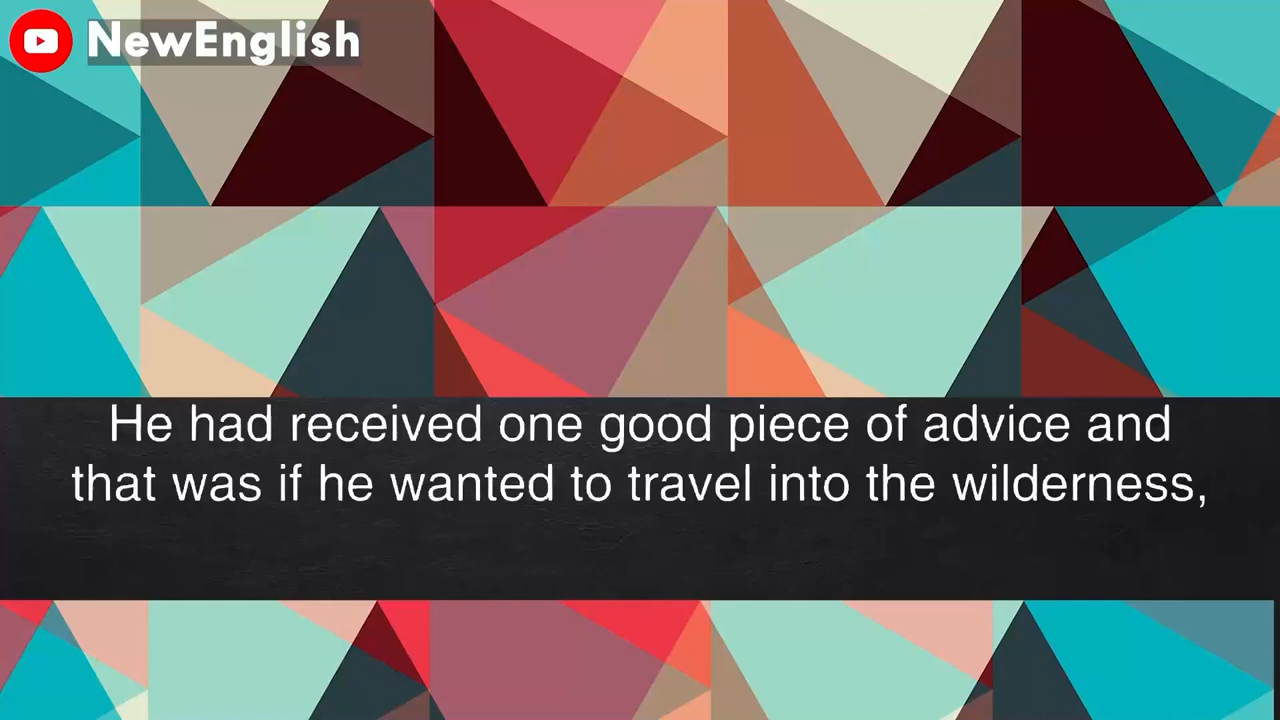 NewEnglish
He had received one good piece of advice and
that was if he wanted to travel into the wilderness,